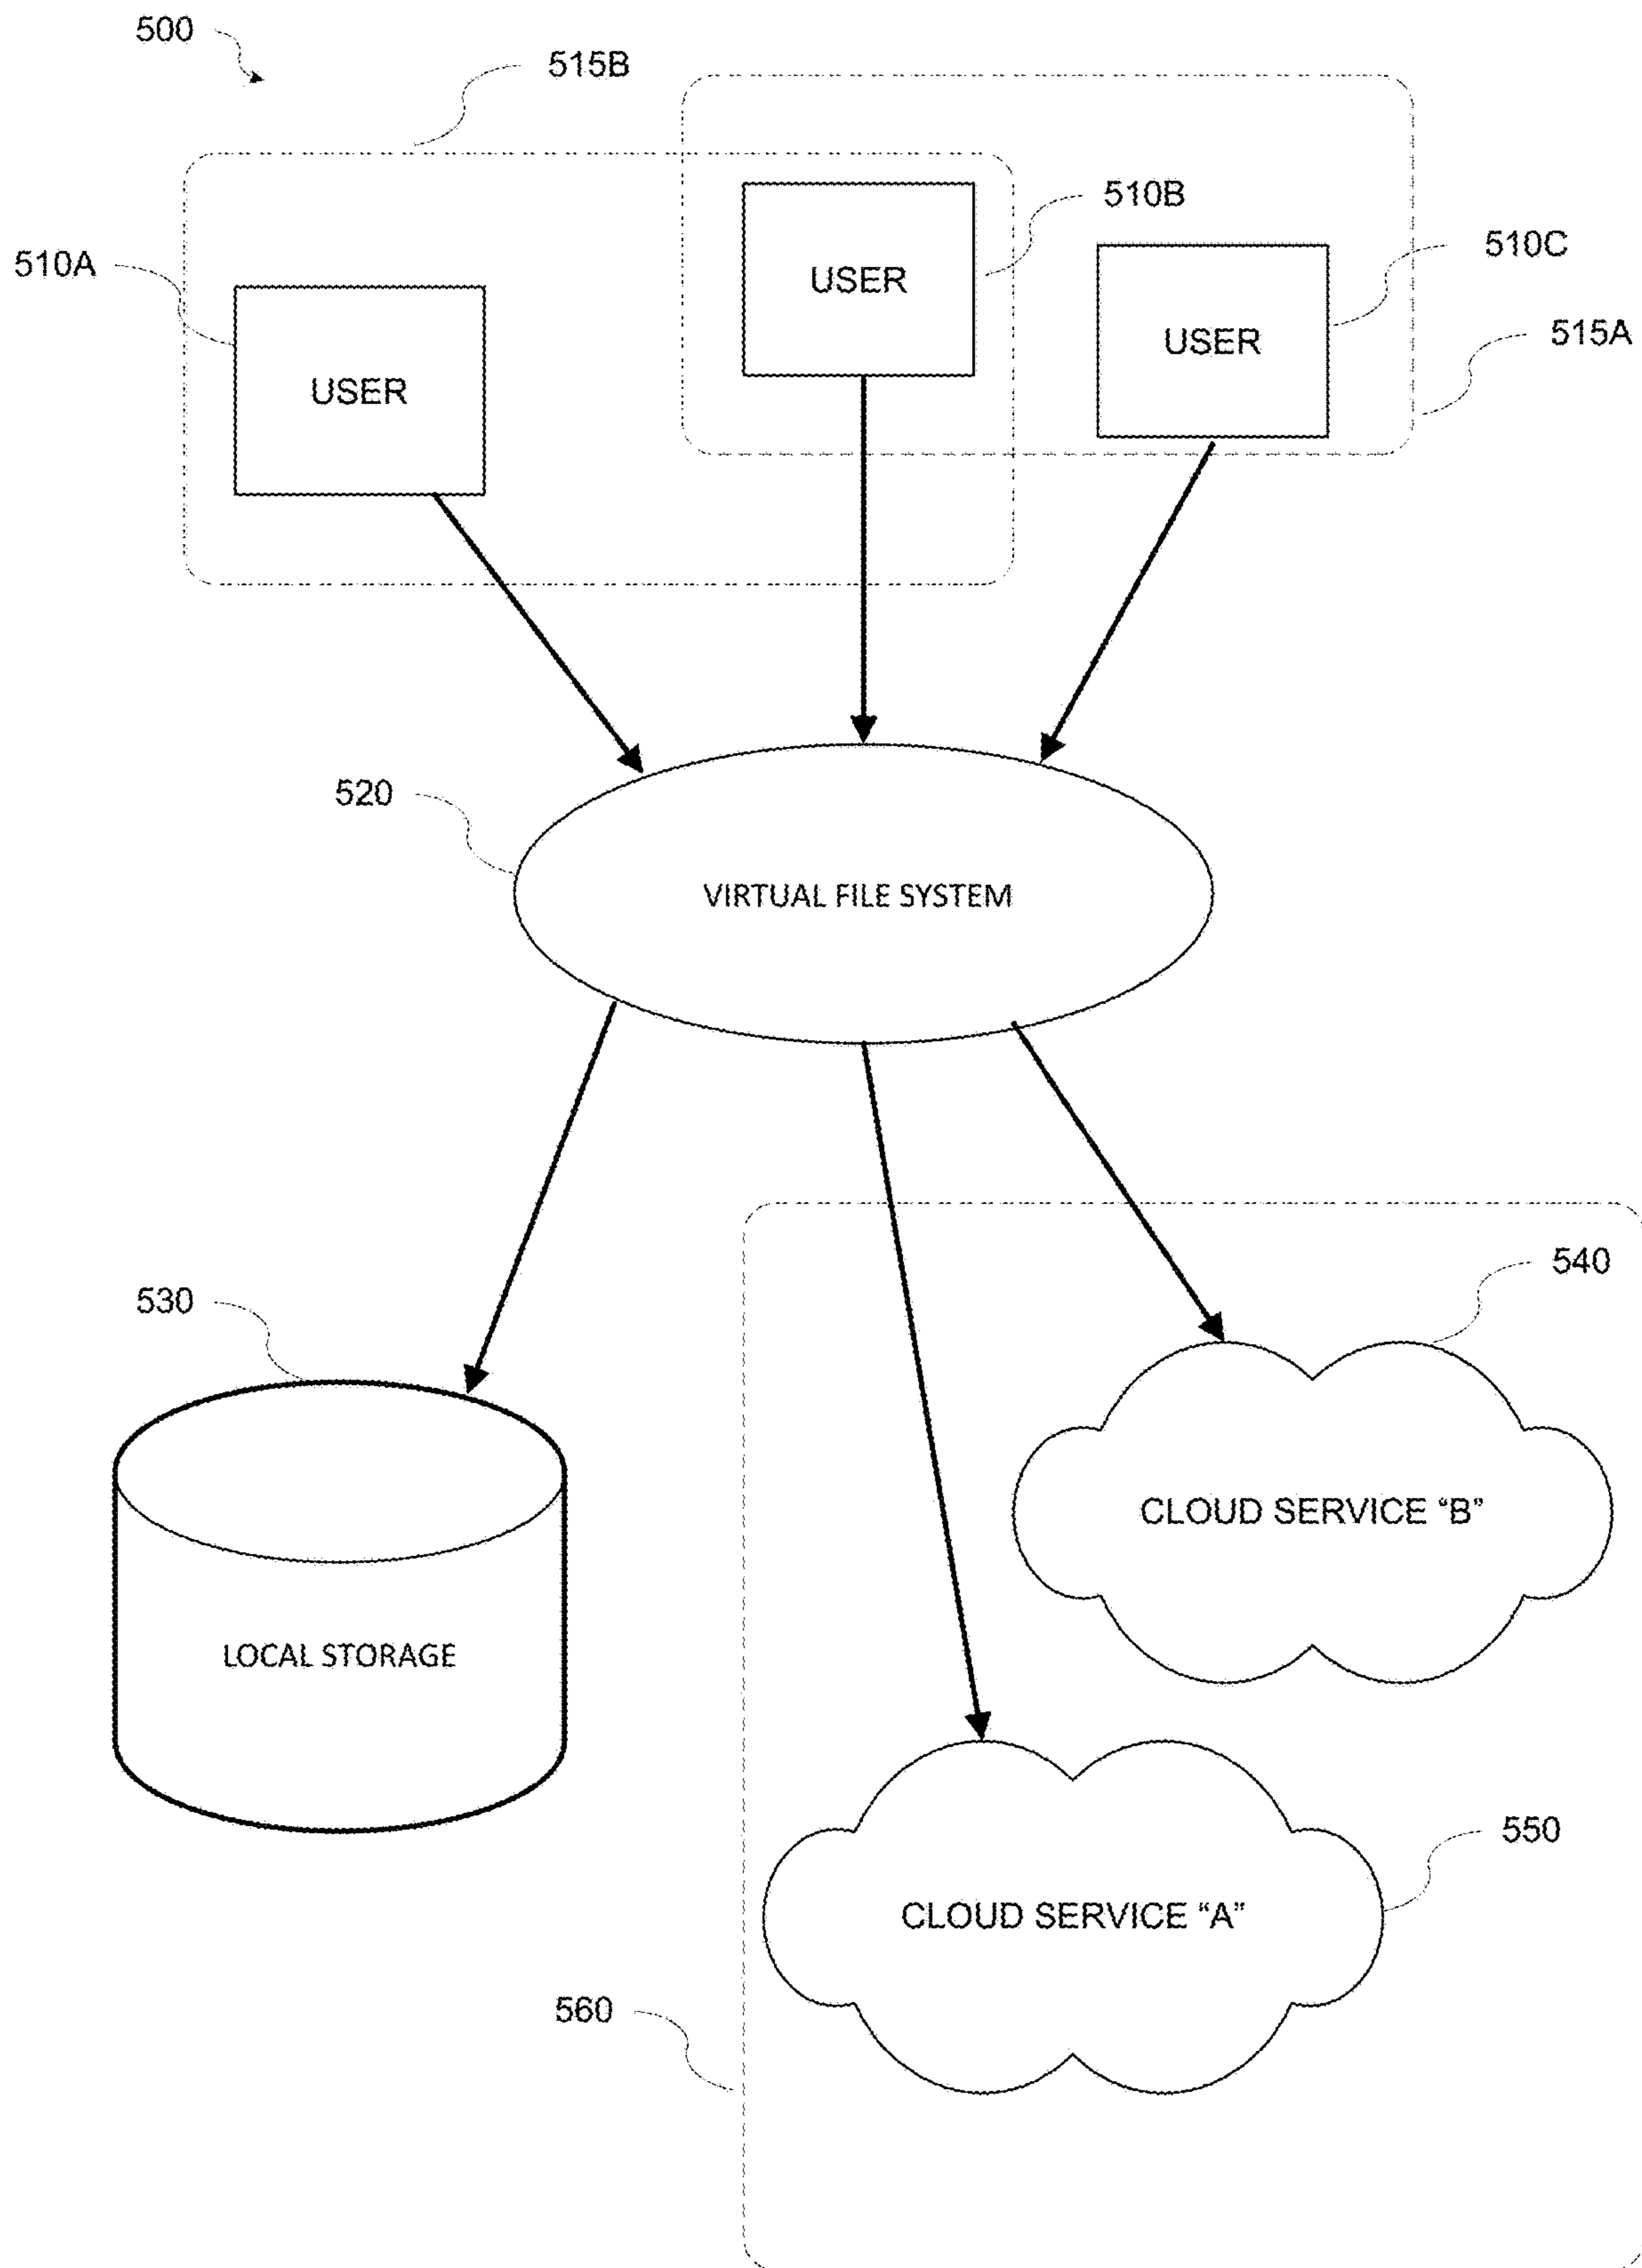 500
515B
510B
510A
USER
510C
USER
515A
USER
520
VIRTUAL FILE SYSTEM
540
530
CLOUD SERVICE “B”
LOCAL STORAGE
550
CLOUD SERVICE “A”
560